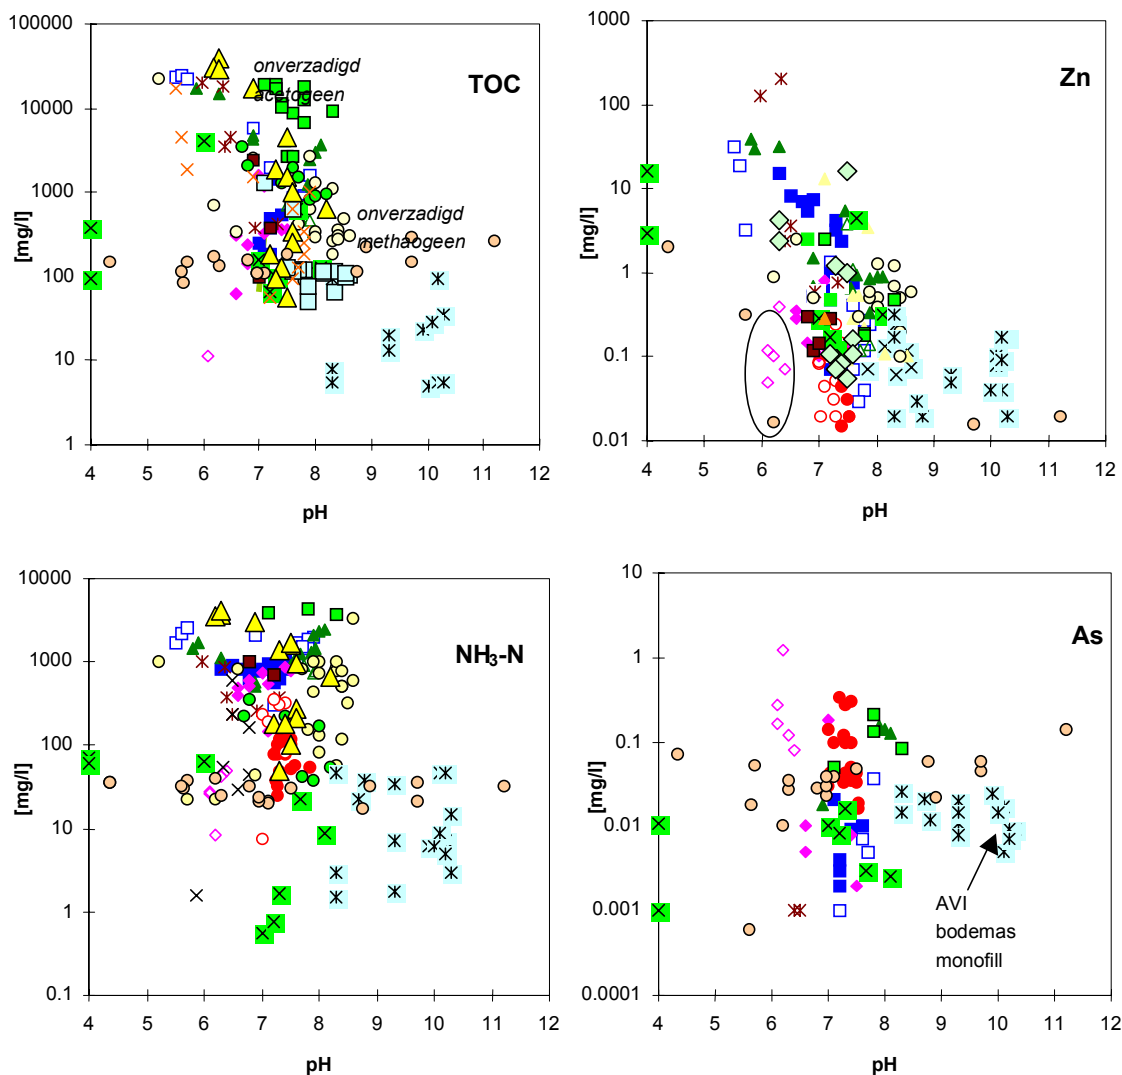 100000
10000
1000
100
10
1
[mg/l]
4 5 6 7 8 9 10 11 12
pH
TOC
onverzadigd
acetogeen
onverzadigd
methaogeen
1000
100
10
1
0.1
0.01
[mg/l]
4 5 6 7 8 9 10 11 12
pH
Zn
10000
1000
100
10
1
0.1
[mg/l]
4 5 6 7 8 9 10 11 12
pH
NH₃-N
10
1
0.1
0.01
0.001
0.0001
[mg/l]
4 5 6 7 8 9 10 11 12
pH
As
AVI
bodemas
monofill